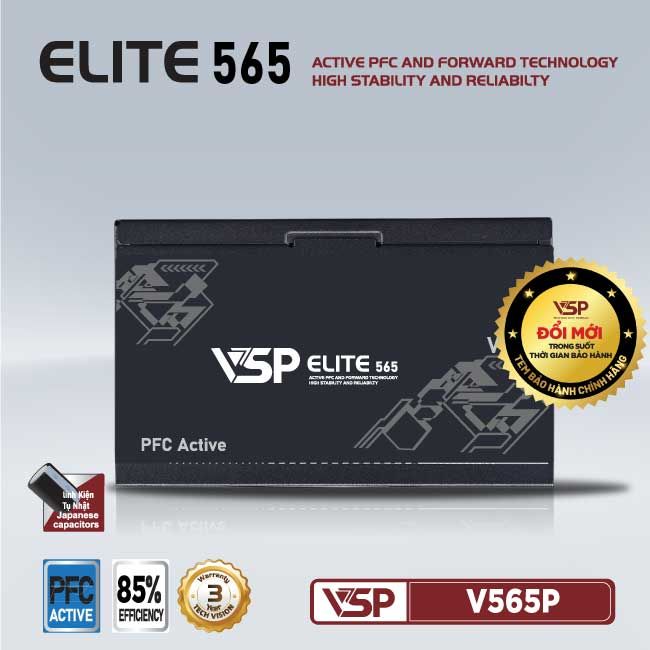 ELITE 565
ACTIVE PFC AND FORWARD TECHNOLOGY
HIGH STABILITY AND RELIABILTY
VSP
ĐỔI MỚI
TRONG SUỐT
THỜI GIAN BẢO HÀNH
TEM BẢO HÀNH CHÍNH HÃNG
V
VSP ELITE 565
ACTIVE PFC AND FORWARD TECHNOLOGY
HIGH STABILITY AND RELIABILTY
PFC Active
Linh Kiện
Tụ Nhật
Japanese
capacitors
PFC
ACTIVE
85%
EFFICIENCY
Warranty
3
Year
TECH VISION
VSP
V565P